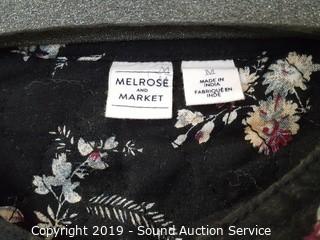 M
MELROSE
AND
MARKET
M
MADE IN
INDIA
FABRIQUÉ EN
INDE
Copyright 2019 - Sound Auction Service